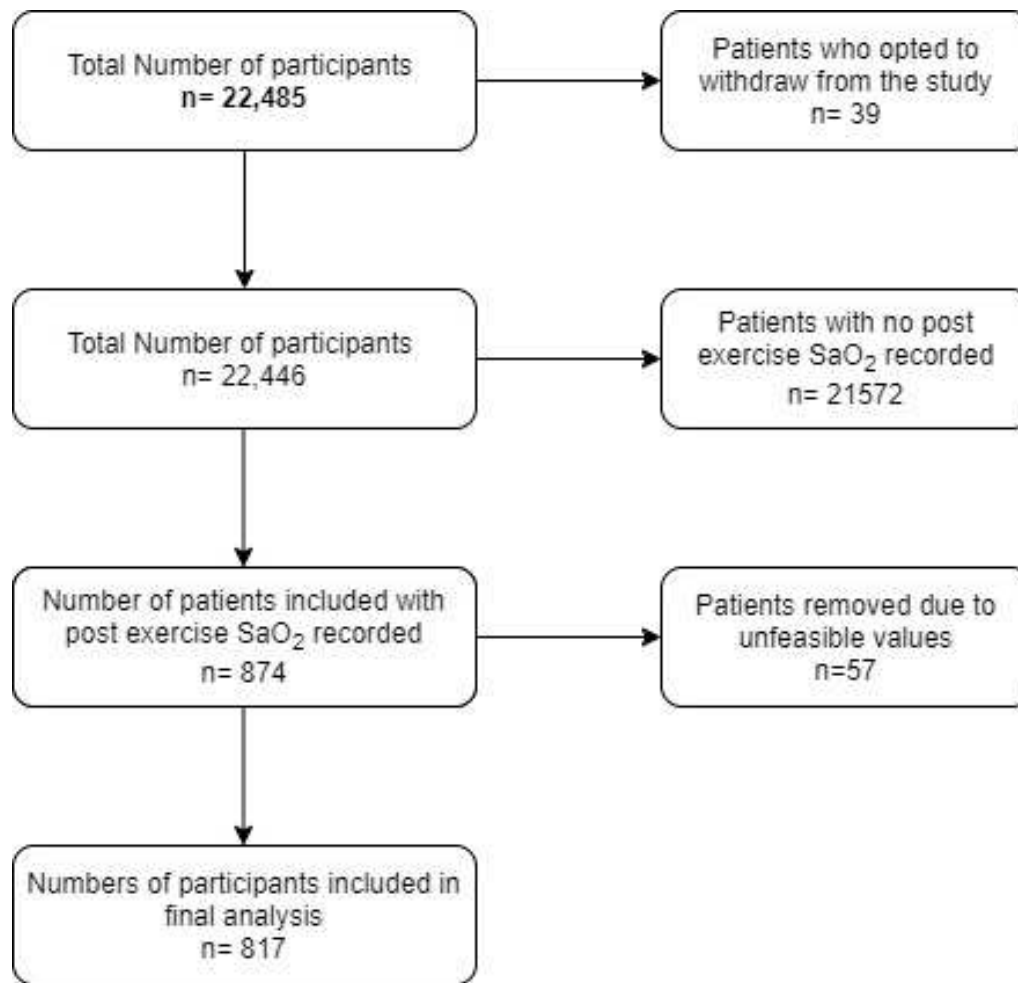 Total Number of participants
n= 22,485
Patients who opted to
withdraw from the study
n= 39
Total Number of participants
n= 22,446
Patients with no post
exercise SaO2 recorded
n= 21572
Number of patients included with
post exercise SaO2 recorded
n= 874
Patients removed due to
unfeasible values
n=57
Numbers of participants included in
final analysis
n= 817